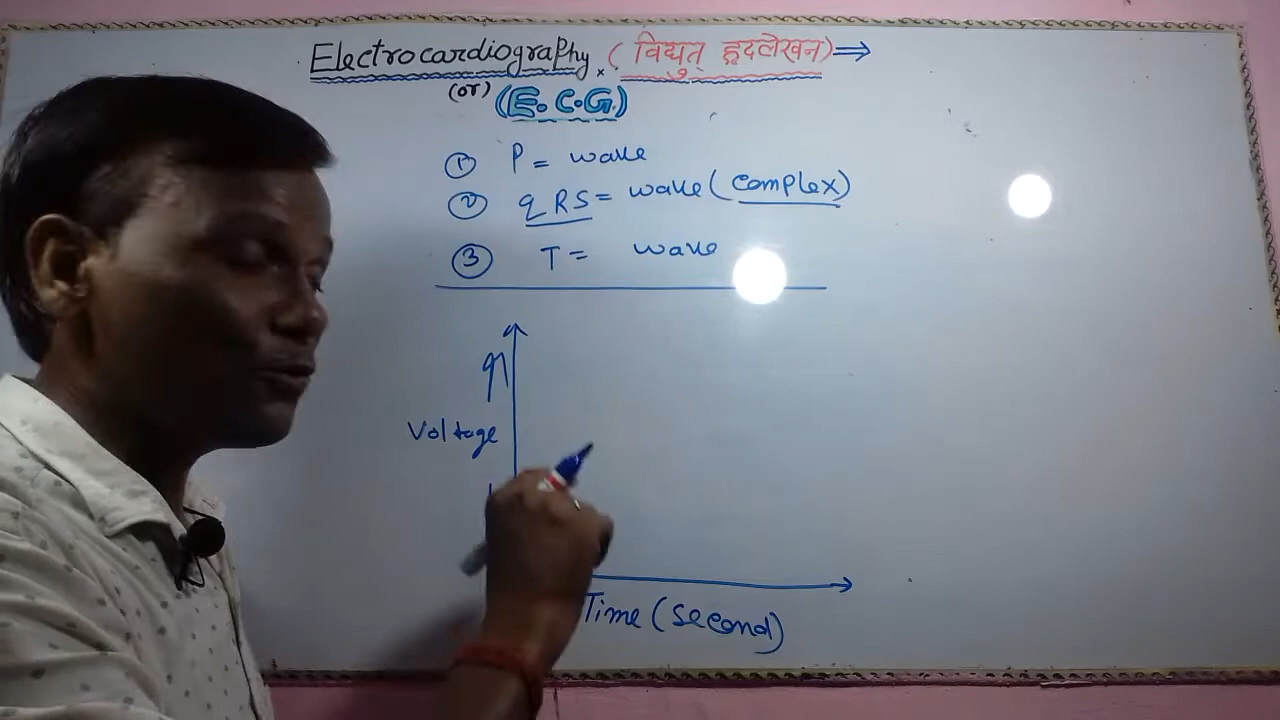 Electrocardiography (विद्युत् हृदलेखन) ⇒
(or) (E.C.G.)
① P = wave
② qRS = wave (complex)
③ T = wave
Voltage
Time (second)